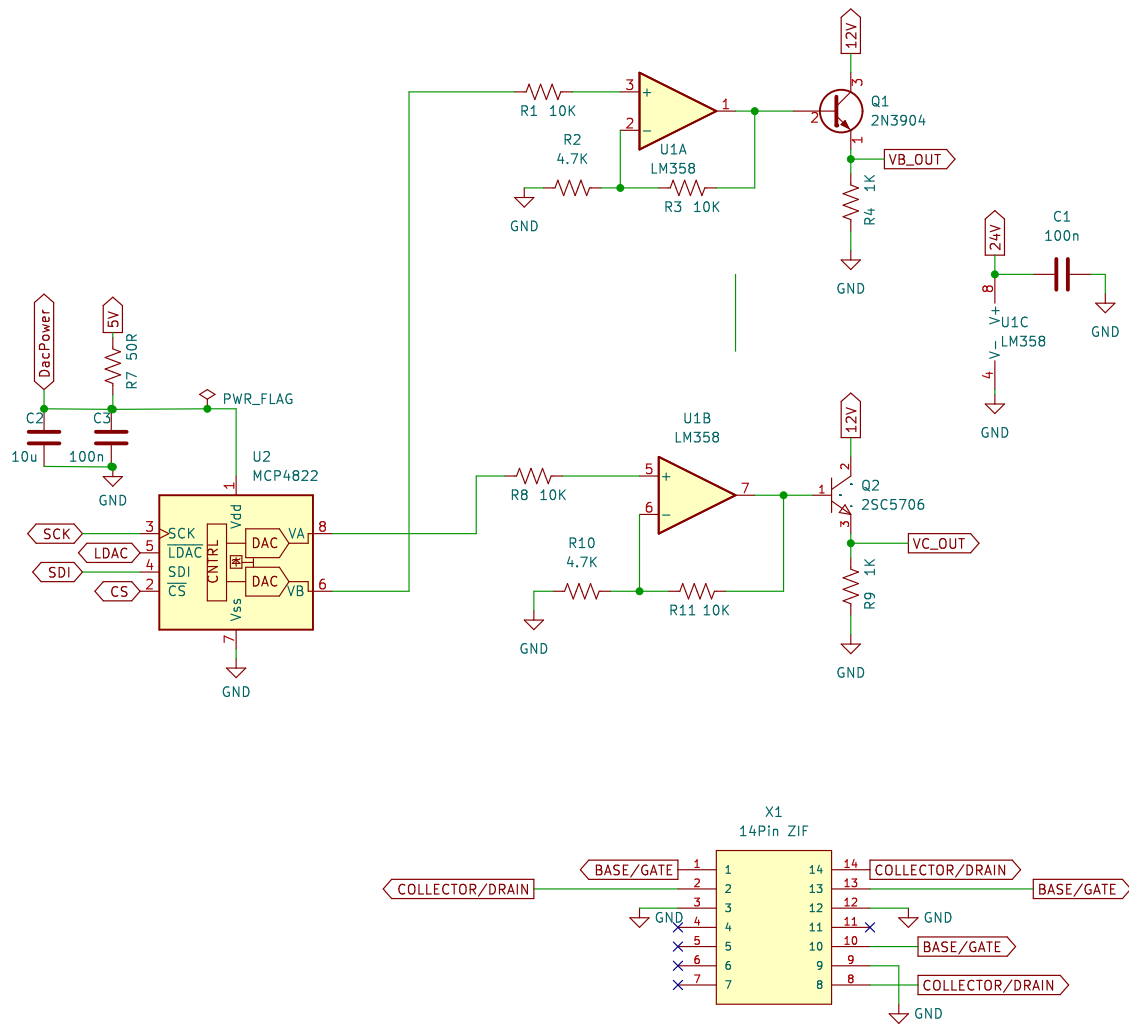 12V
3
Q1
2N3904
2
1
VB_OUT
R1 10K
3
+
1
2
−
U1A
LM358
R2
4.7K
R3 10K
GND
R4 1K
GND
24V
C1
100n
8
V+
U1C
LM358
V-
4
GND
GND
DacPower
5V
R7 50R
PWR_FLAG
C2
10u
C3
100n
GND
U2
MCP4822
1
Vdd
SCK
3
SCK
LDAC
5
LDAC
SDI
4
SDI
CS
2
CS
CNTRL
DAC
DAC
VA
8
VB
6
Vss
7
GND
12V
U1B
LM358
R8 10K
5
+
6
−
7
2
Q2
2SC5706
1
3
VC_OUT
R10
4.7K
R11 10K
GND
R9 1K
GND
X1
14Pin ZIF
BASE/GATE 1 1 14 14 COLLECTOR/DRAIN
COLLECTOR/DRAIN 2 2 13 13 BASE/GATE
GND 3 3 12 12 GND
4 4 11 11
5 5 10 10 BASE/GATE
6 6 9 9
7 7 8 8 COLLECTOR/DRAIN
GND